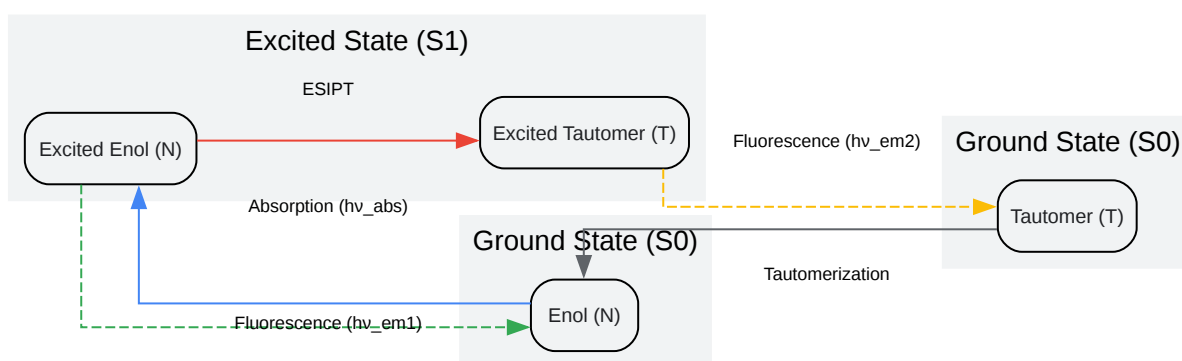 Excited State (S1)
ESIPT
Excited Enol (N)
Excited Tautomer (T)
Fluorescence (hν_em2)
Ground State (S0)
Absorption (hν_abs)
Tautomer (T)
Ground State (S0)
Tautomerization
Enol (N)
Fluorescence (hν_em1)